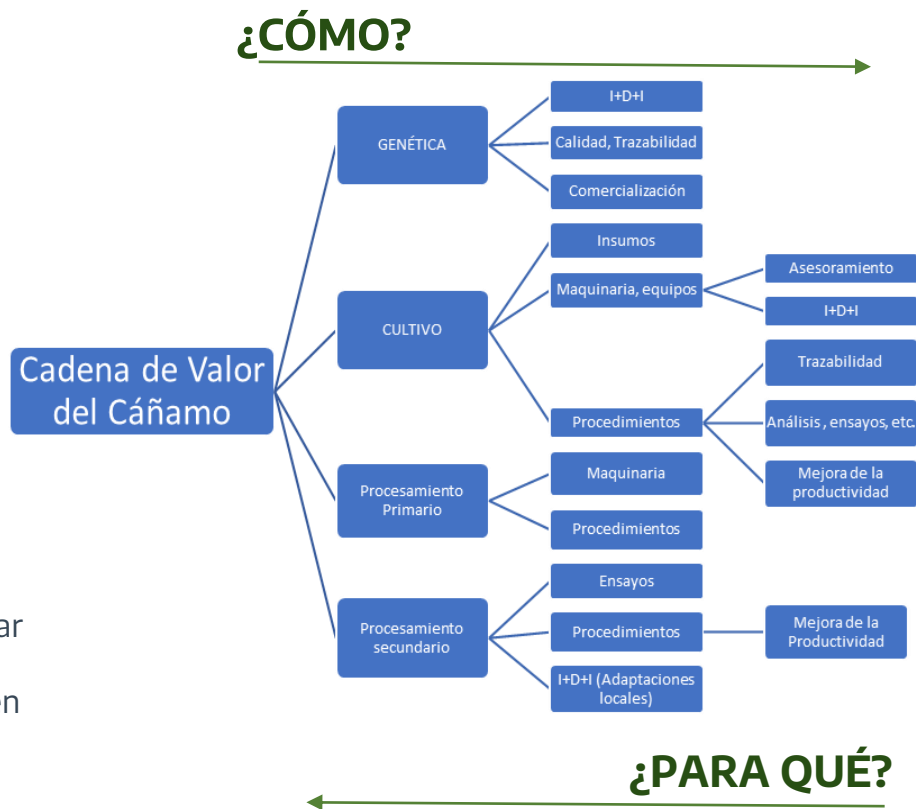 ¿CÓMO?
I+D+I
GENÉTICA
Calidad, Trazabilidad
Comercialización
Insumos
Maquinaria, equipos
Asesoramiento
I+D+I
CULTIVO
Procedimientos
Trazabilidad
Análisis , ensayos, etc.
Mejora de la
productividad
Cadena de Valor
del Cáñamo
Procesamiento
Primario
Maquinaria
Procedimientos
Procesamiento
secundario
Ensayos
Procedimientos
Mejora de la
Productividad
I+D+I (Adaptaciones
locales)
ar
en
¿PARA QUÉ?